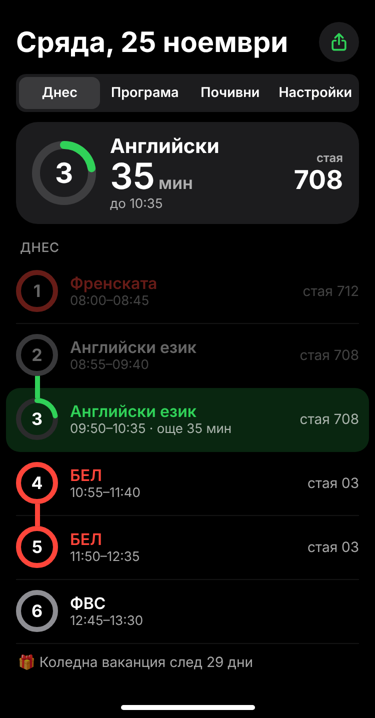 Сряда, 25 ноември
Днес Програма Почивни Настройки
3
Английски
35 мин
до 10:35
стая
708
ДНЕС
1
Френската
08:00–08:45
стая 712
2
Английски език
08:55–09:40
стая 708
3
Английски език
09:50–10:35 · още 35 мин
стая 708
4
БЕЛ
10:55–11:40
стая 03
5
БЕЛ
11:50–12:35
стая 03
6
ФВС
12:45–13:30
🎁 Коледна ваканция след 29 дни